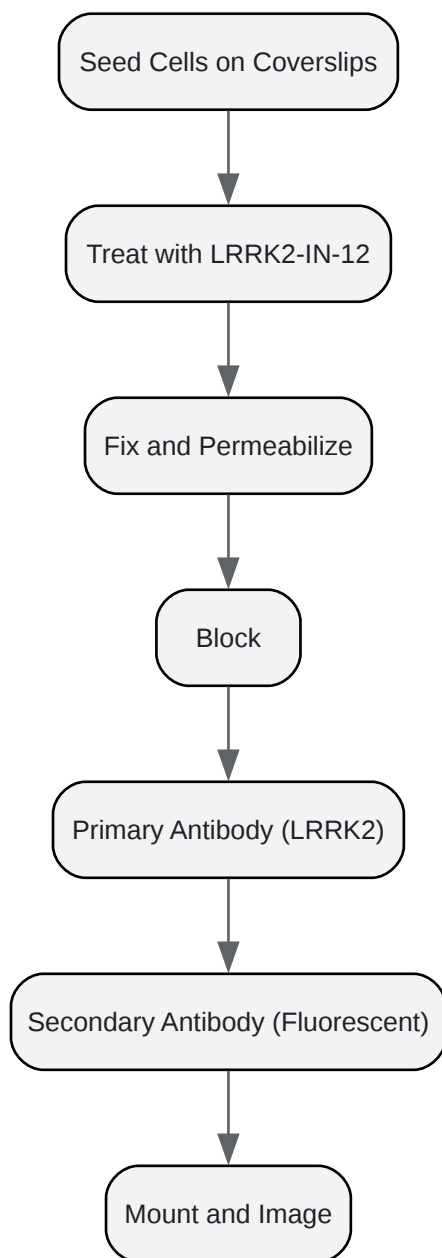 Seed Cells on Coverslips
Treat with LRRK2-IN-12
Fix and Permeabilize
Block
Primary Antibody (LRRK2)
Secondary Antibody (Fluorescent)
Mount and Image